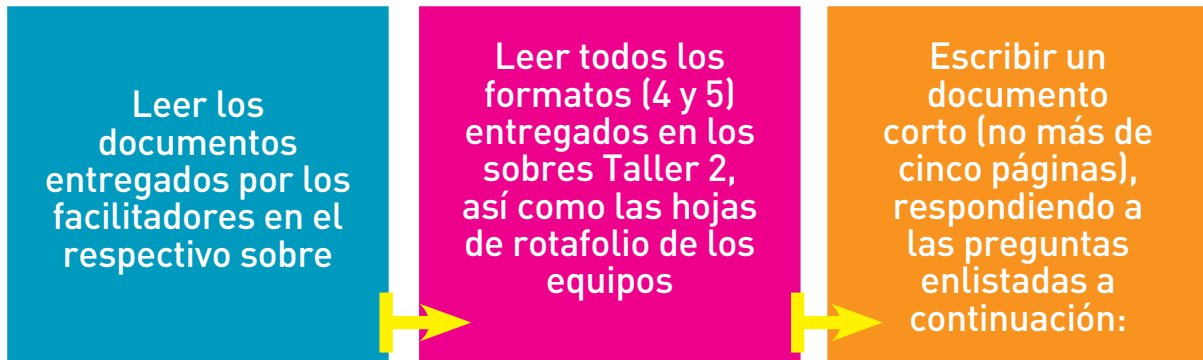 Leer los
documentos
entregados por los
facilitadores en el
respectivo sobre
Leer todos los
formatos (4 y 5)
entregados en los
sobres Taller 2,
así como las hojas
de rotafolio de los
equipos
Escribir un
documento
corto (no más de
cinco páginas),
respondiendo a
las preguntas
enlistadas a
continuación: